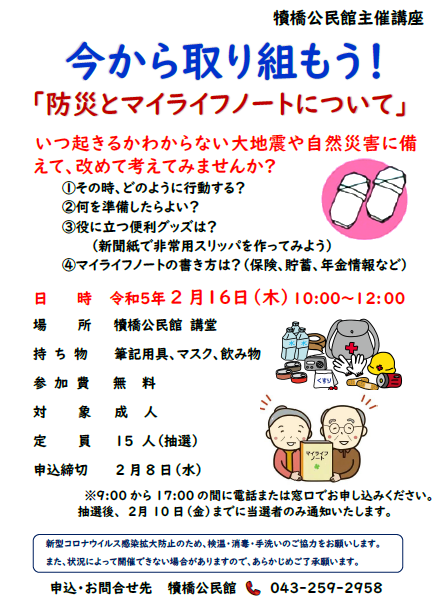 犢橋公民館主催講座
今から取り組もう！
「防災とマイライフノートについて」
いつ起きるかわからない大地震や自然災害に備
えて、改めて考えてみませんか？
①その時、どのように行動する？
②何を準備したらよい？
③役に立つ便利グッズは？
（新聞紙で非常用スリッパを作ってみよう）
④マイライフノートの書き方は？（保険、貯蓄、年金情報など）
日　時　令和5年２月１６日（木）１０:００～１２:００
場　所　犢橋公民館 講堂
持ち物　筆記用具、マスク、飲み物
参加費　無　料
対　象　成　人
定　員　１５ 人（抽選）
申込締切　２月８日（水）
※9:00 から 17:00 の間に電話または窓口でお申し込みください。
抽選後、２月１０日（金）までに当選者のみ通知いたします。
くすり
マイライフ
ノート
新型コロナウイルス感染拡大防止のため、検温・消毒・手洗いのご協力をお願いします。
また、状況によって開催できない場合がありますので、あらかじめご了承願います。
申込・お問合せ先　犢橋公民館　043-259-2958